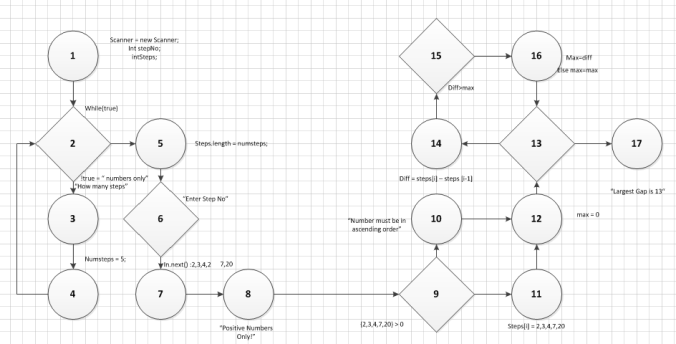 1
Scanner = new Scanner;
Int stepNo;
intSteps;
15
16
Max=diff
Else max=max
While(true)
Diff>max
2
5
Steps.length = numsteps;
14
13
17
!true + " numbers only"
"How many steps"
Diff = steps[i] – steps [i-1]
"Enter Step No"
"Largest Gap is 13"
3
6
"Number must be in
ascending order"
10
12
max = 0
Numsteps = 5;
In.next() :2,3,4,2 7,20
4
7
8
9
11
"Positive Numbers
Only!"
(2,3,4,7,20) > 0
Steps[i] = 2,3,4,7,20